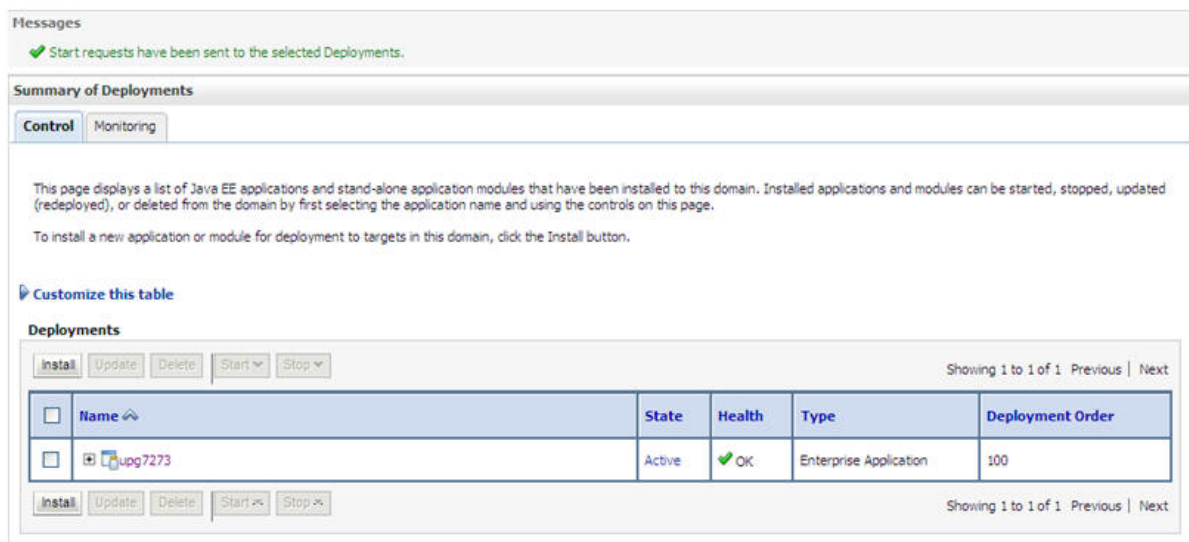 Messages
Start requests have been sent to the selected Deployments.
Summary of Deployments
Control Monitoring
This page displays a list of Java EE applications and stand-alone application modules that have been installed to this domain. Installed applications and modules can be started, stopped, updated
(redeployed), or deleted from the domain by first selecting the application name and using the controls on this page.
To install a new application or module for deployment to targets in this domain, click the Install button.
Customize this table
Deployments
Install Update Delete Start Stop Showing 1 to 1 of 1 Previous | Next
Name State Health Type Deployment Order
upg7273 Active OK Enterprise Application 100
Install Update Delete Start Stop Showing 1 to 1 of 1 Previous | Next